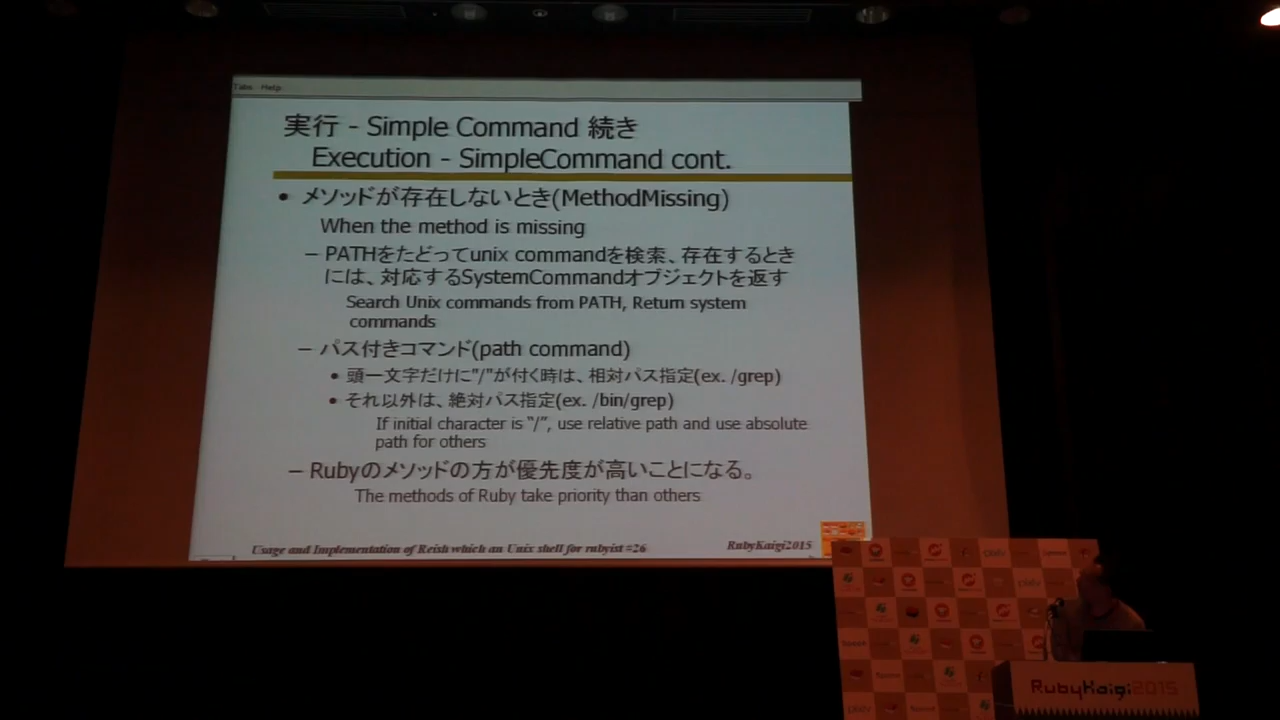 Tabs Help
実行 - Simple Command 続き
Execution - SimpleCommand cont.
• メソッドが存在しないとき(MethodMissing)
When the method is missing
– PATHをたどってunix commandを検索、存在するとき
には、対応するSystemCommandオブジェクトを返す
Search Unix commands from PATH, Return system
commands
– パス付きコマンド(path command)
• 頭一文字だけに"/"が付く時は、相対パス指定(ex. /grep)
• それ以外は、絶対パス指定(ex. /bin/grep)
If initial character is "/", use relative path and use absolute
path for others
– Rubyのメソッドの方が優先度が高いことになる。
The methods of Ruby take priority than others
Usage and Implementation of Reish which an Unix shell for rubyist #26
RubyKaigi2015
RubyKaigi2015